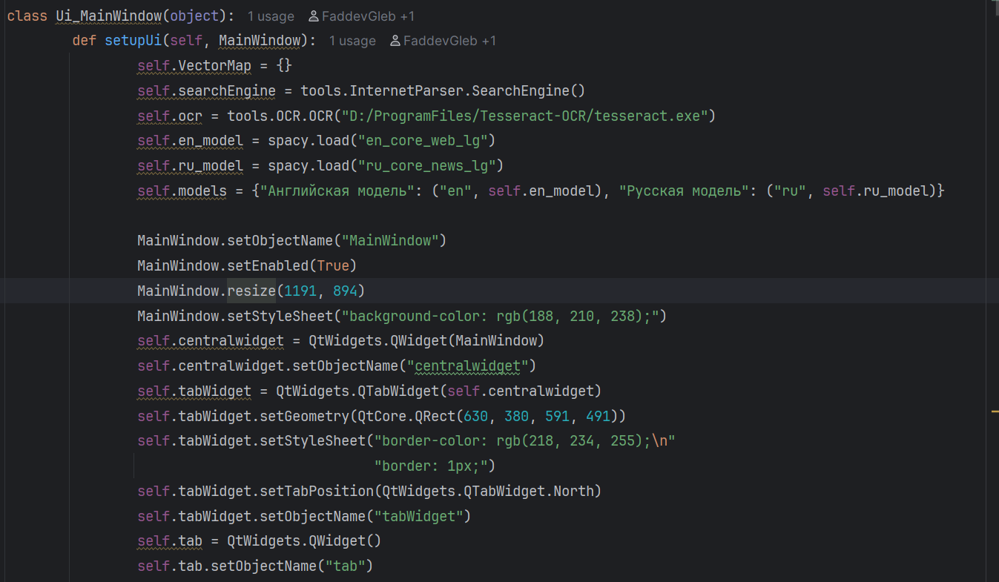 class Ui_MainWindow(object): 1 usage FaddevGleb +1
def setupUi(self, MainWindow): 1 usage FaddevGleb +1
self.VectorMap = {}
self.searchEngine = tools.InternetParser.SearchEngine()
self.ocr = tools.OCR.OCR("D:/ProgramFiles/Tesseract-OCR/tesseract.exe")
self.en_model = spacy.load("en_core_web_lg")
self.ru_model = spacy.load("ru_core_news_lg")
self.models = {"Английская модель": ("en", self.en_model), "Русская модель": ("ru", self.ru_model)}
MainWindow.setObjectName("MainWindow")
MainWindow.setEnabled(True)
MainWindow.resize(1191, 894)
MainWindow.setStyleSheet("background-color: rgb(188, 210, 238);")
self.centralwidget = QtWidgets.QWidget(MainWindow)
self.centralwidget.setObjectName("centralwidget")
self.tabWidget = QtWidgets.QTabWidget(self.centralwidget)
self.tabWidget.setGeometry(QtCore.QRect(630, 380, 591, 491))
self.tabWidget.setStyleSheet("border-color: rgb(218, 234, 255);\n"
"border: 1px;")
self.tabWidget.setTabPosition(QtWidgets.QTabWidget.North)
self.tabWidget.setObjectName("tabWidget")
self.tab = QtWidgets.QWidget()
self.tab.setObjectName("tab")